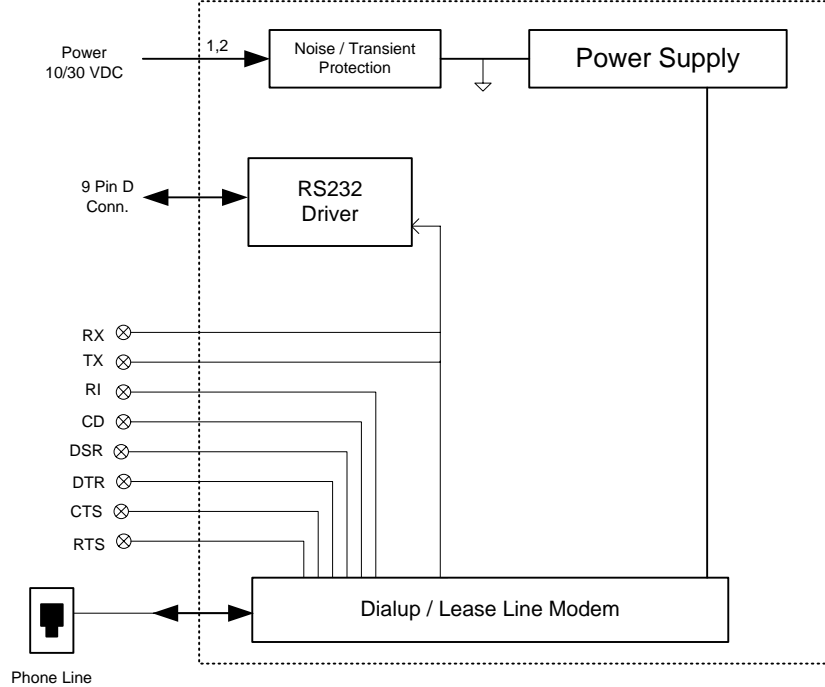 Power
10/30 VDC
1,2
Noise / Transient
Protection
Power Supply
9 Pin D
Conn.
RS232
Driver
RX
TX
RI
CD
DSR
DTR
CTS
RTS
Dialup / Lease Line Modem
Phone Line